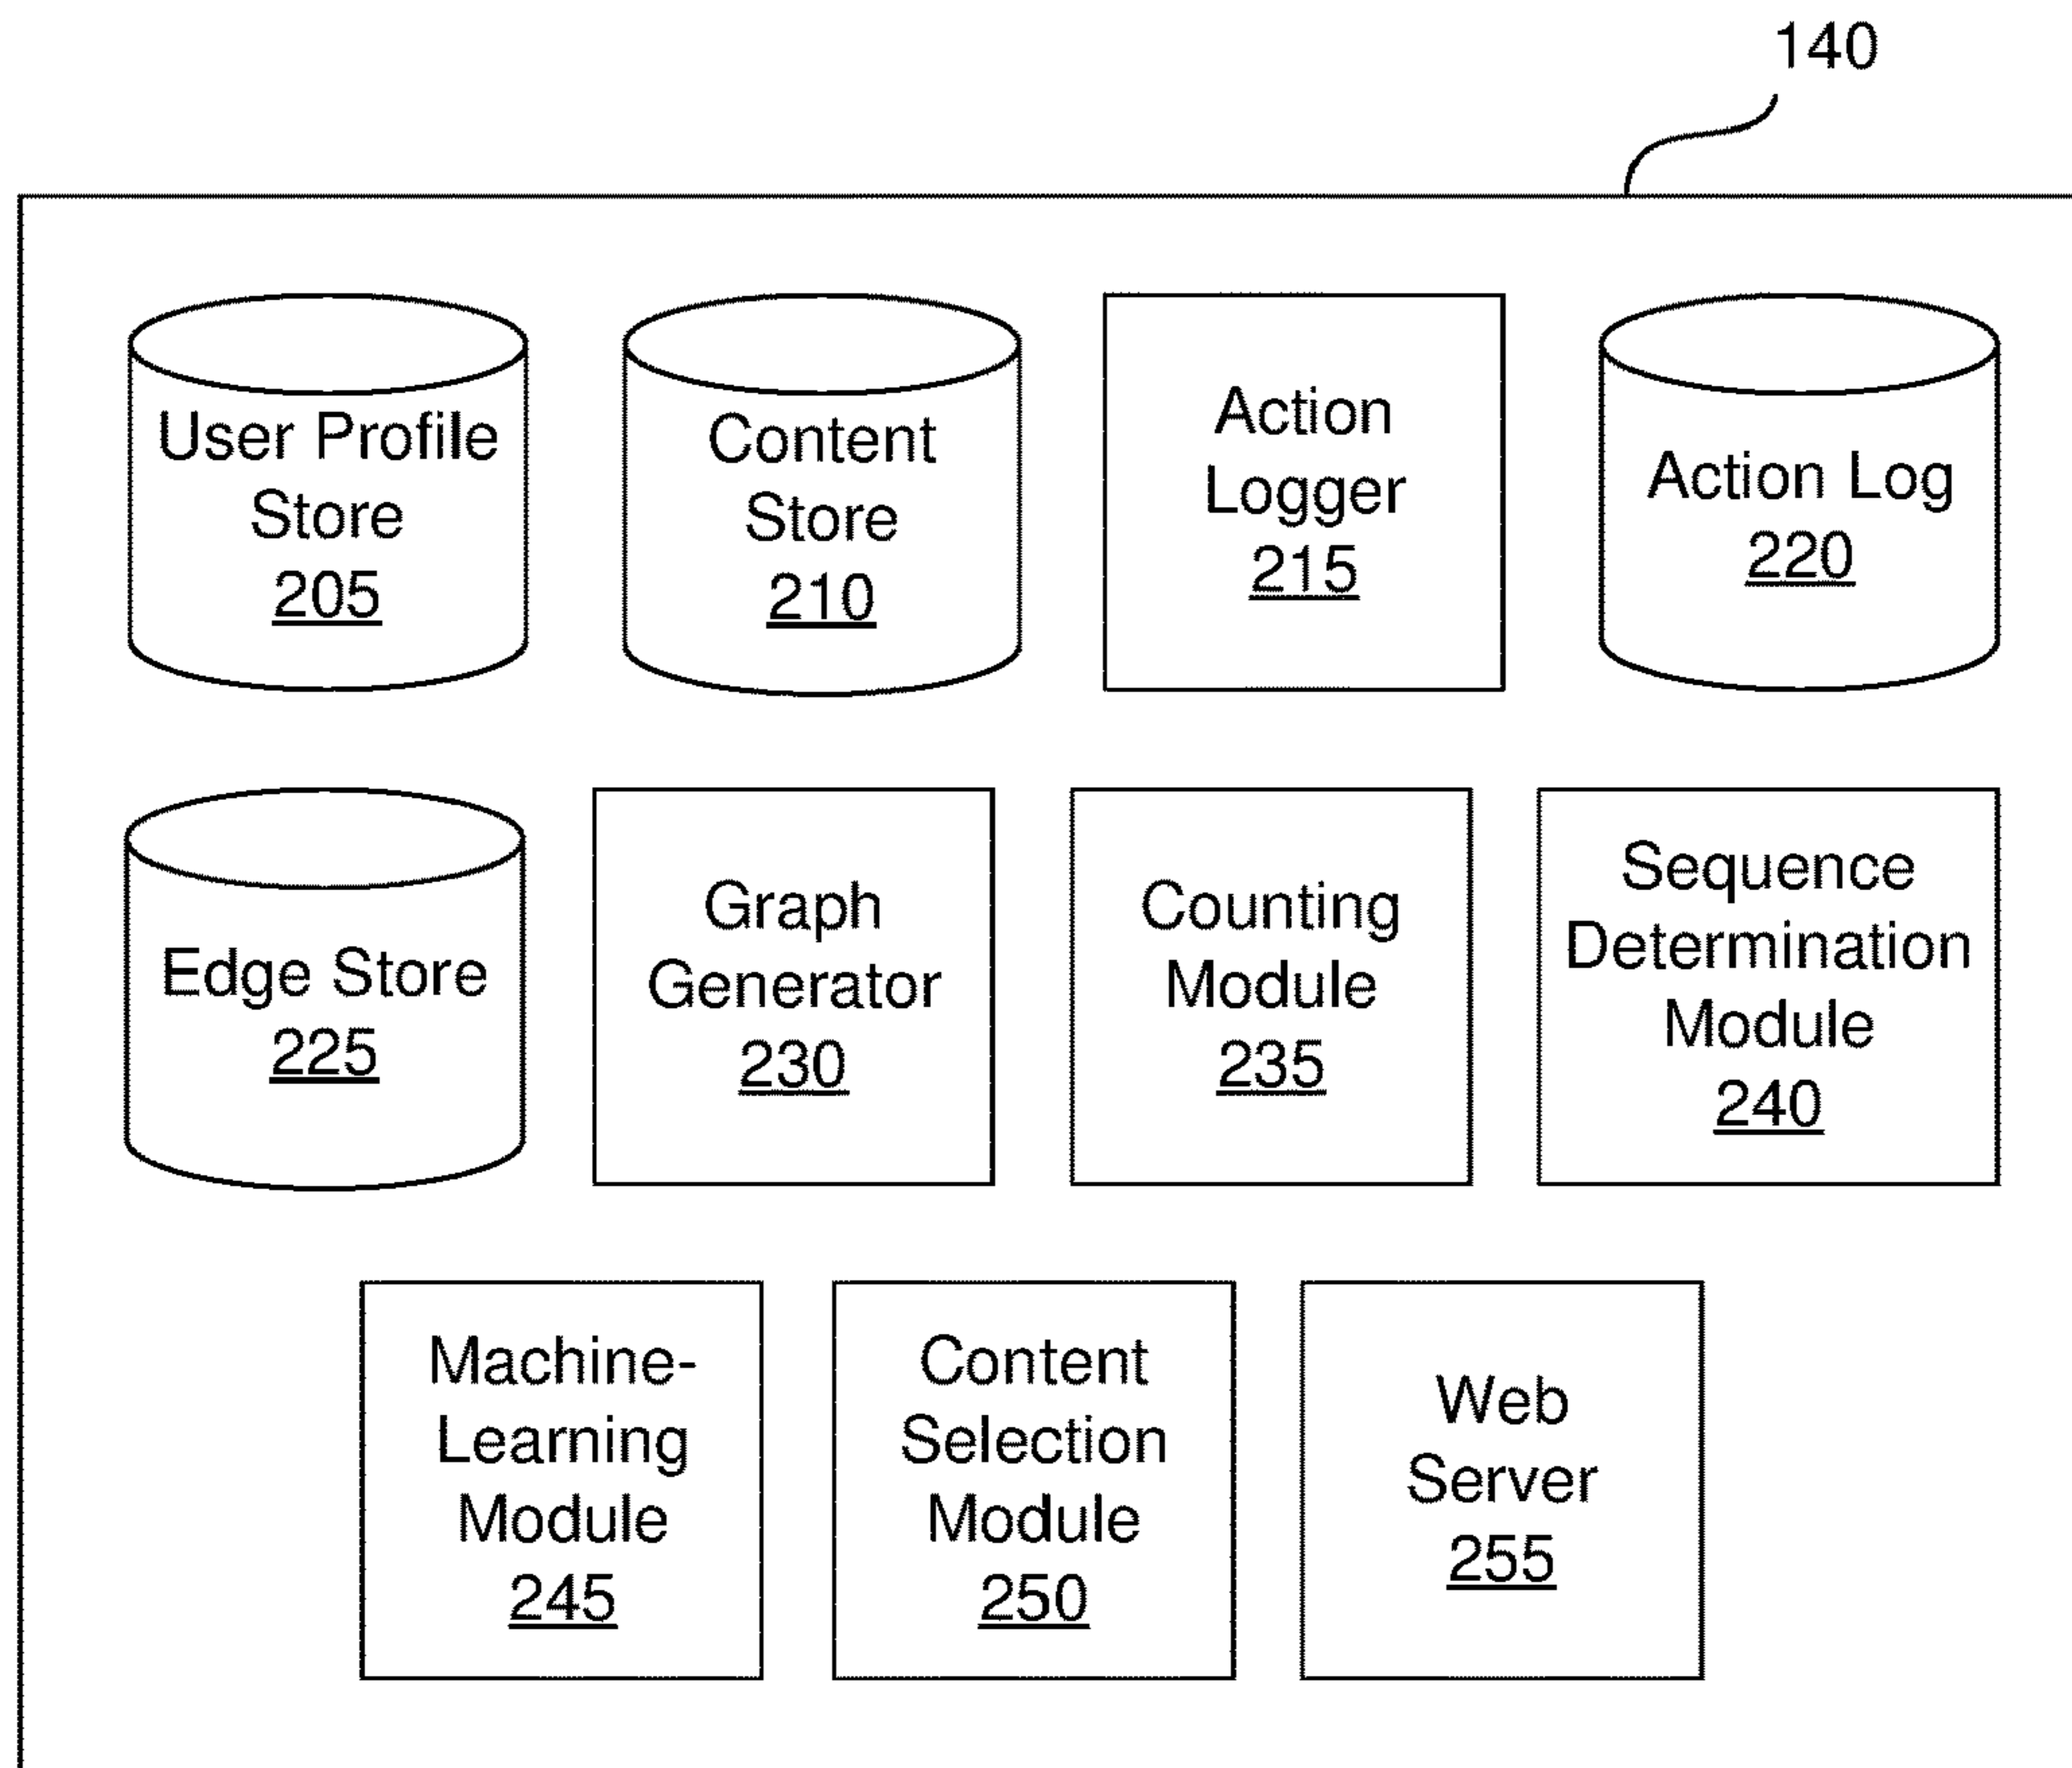 140
User Profile
Store
205
Content
Store
210
Action
Logger
215
Action Log
220
Edge Store
225
Graph
Generator
230
Counting
Module
235
Sequence
Determination
Module
240
Machine-
Learning
Module
245
Content
Selection
Module
250
Web
Server
255